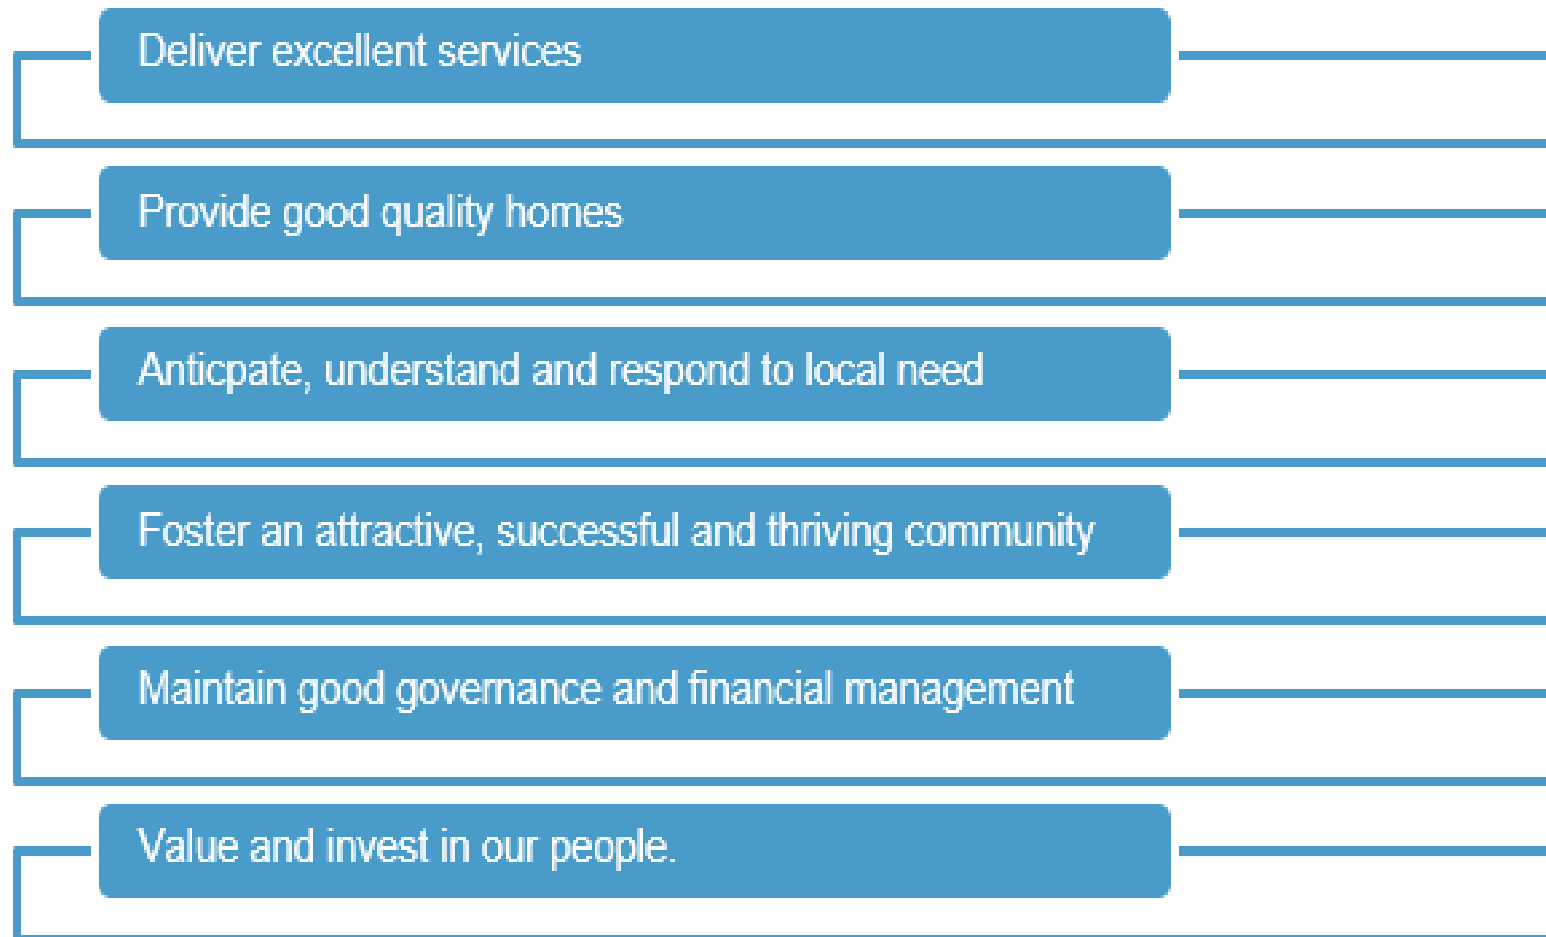 Deliver excellent services
Provide good quality homes
Anticpate, understand and respond to local need
Foster an attractive, successful and thriving community
Maintain good governance and financial management
Value and invest in our people.